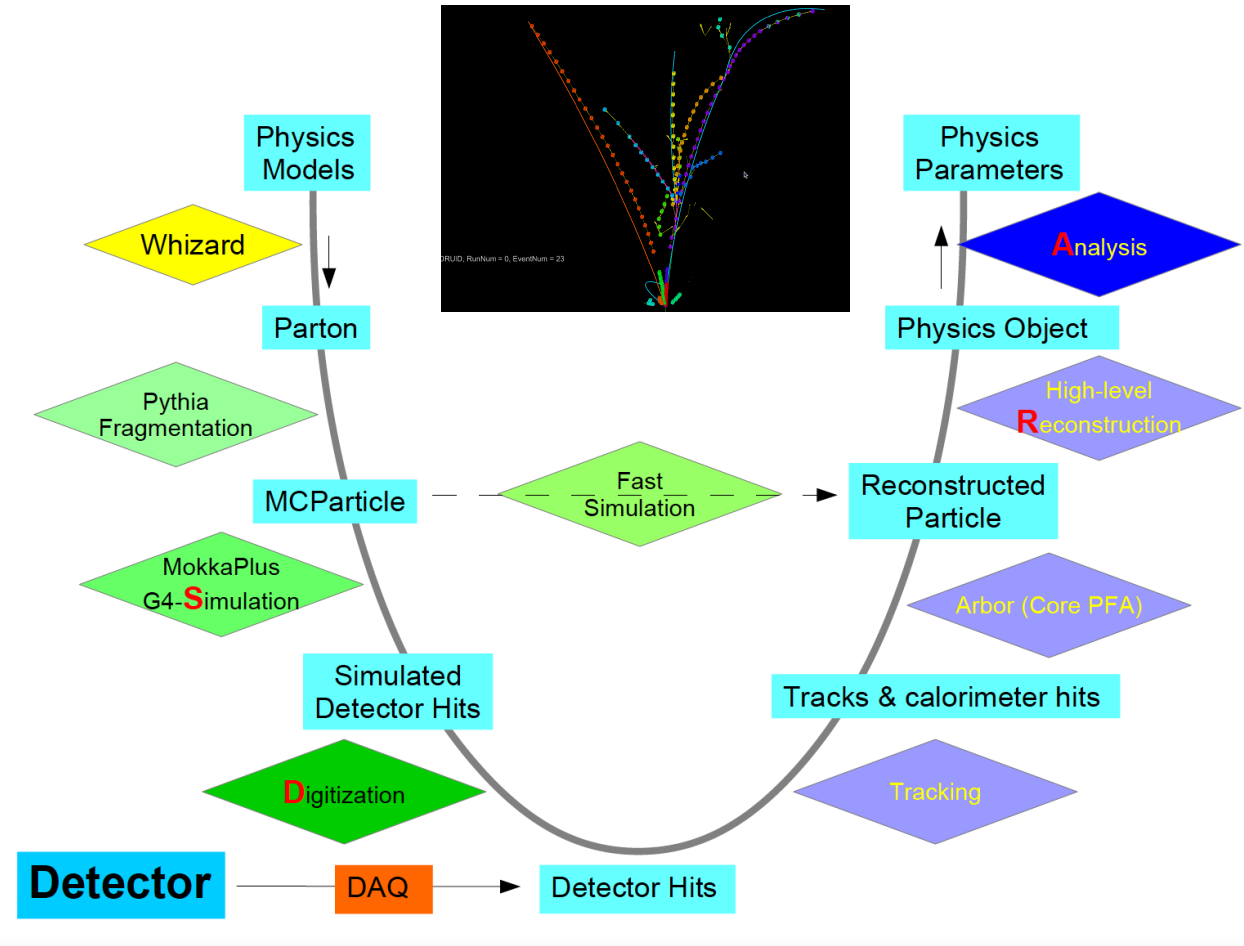 DRUID, RunNum = 0, EventNum = 23
Physics
Models
Physics
Parameters
Whizard
Analysis
Parton
Physics Object
Pythia
Fragmentation
High-level
Reconstruction
MCParticle
Fast
Simulation
Reconstructed
Particle
MokkaPlus
G4-Simulation
Arbor (Core PFA)
Simulated
Detector Hits
Tracks & calorimeter hits
Digitization
Tracking
Detector
DAQ
Detector Hits